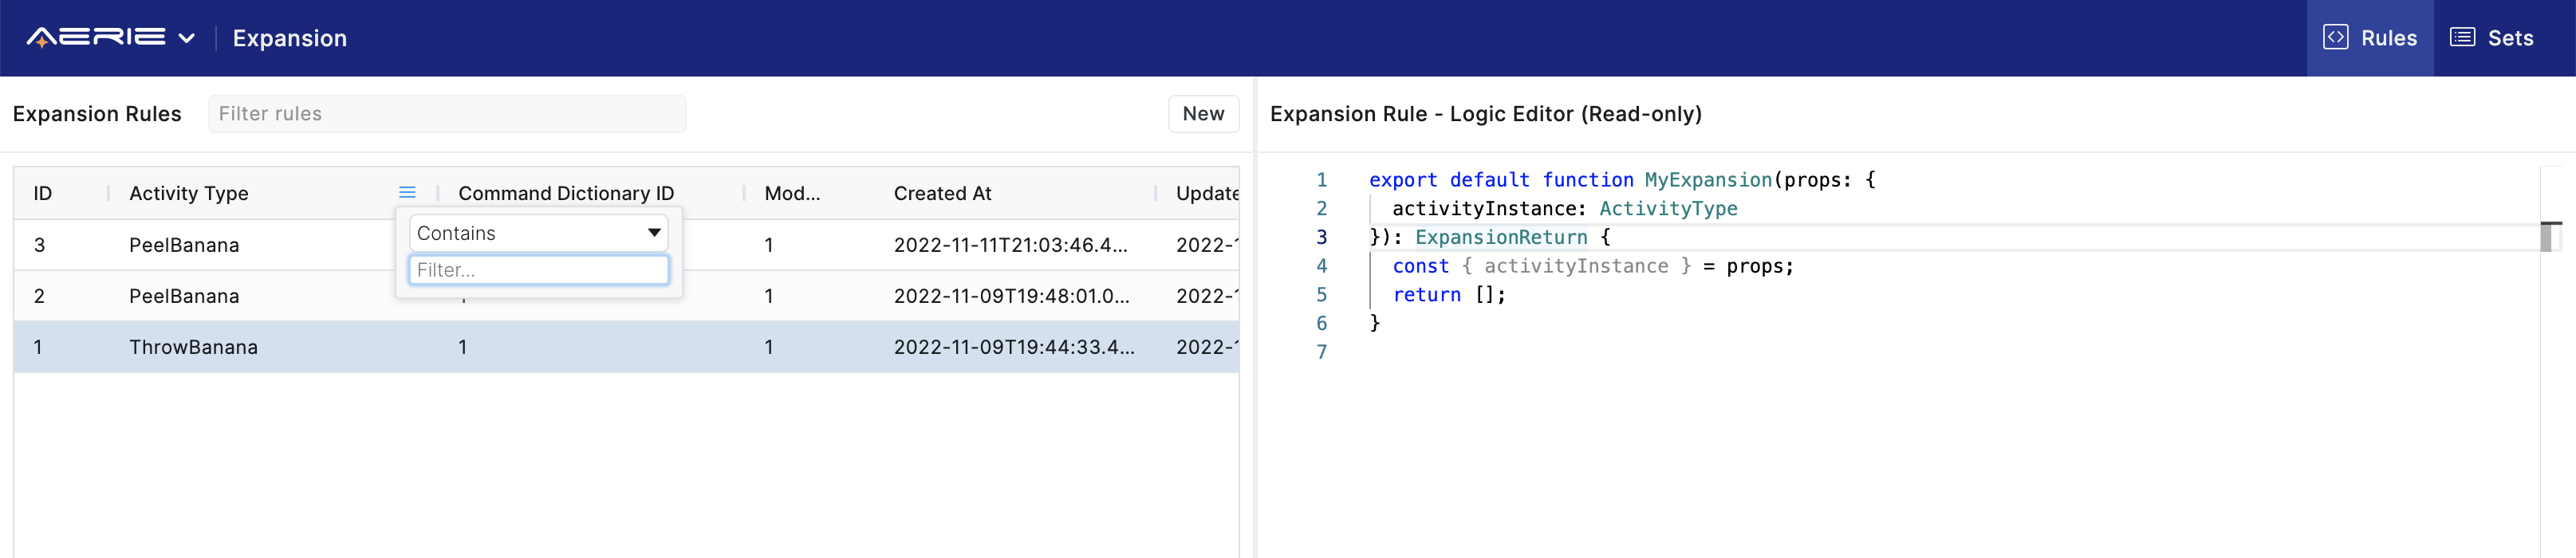 AERIE Expansion Rules Sets
Expansion Rules Filter rules New
ID Activity Type Command Dictionary ID Mod... Created At Update
Contains
Filter...
3 PeelBanana 1 2022-11-11T21:03:46.4... 2022-1
2 PeelBanana 1 2022-11-09T19:48:01.0... 2022-1
1 ThrowBanana 1 1 2022-11-09T19:44:33.4... 2022-1
Expansion Rule - Logic Editor (Read-only)
1 export default function MyExpansion(props: {
2 activityInstance: ActivityType
3 }): ExpansionReturn {
4 const { activityInstance } = props;
5 return [];
6 }
7